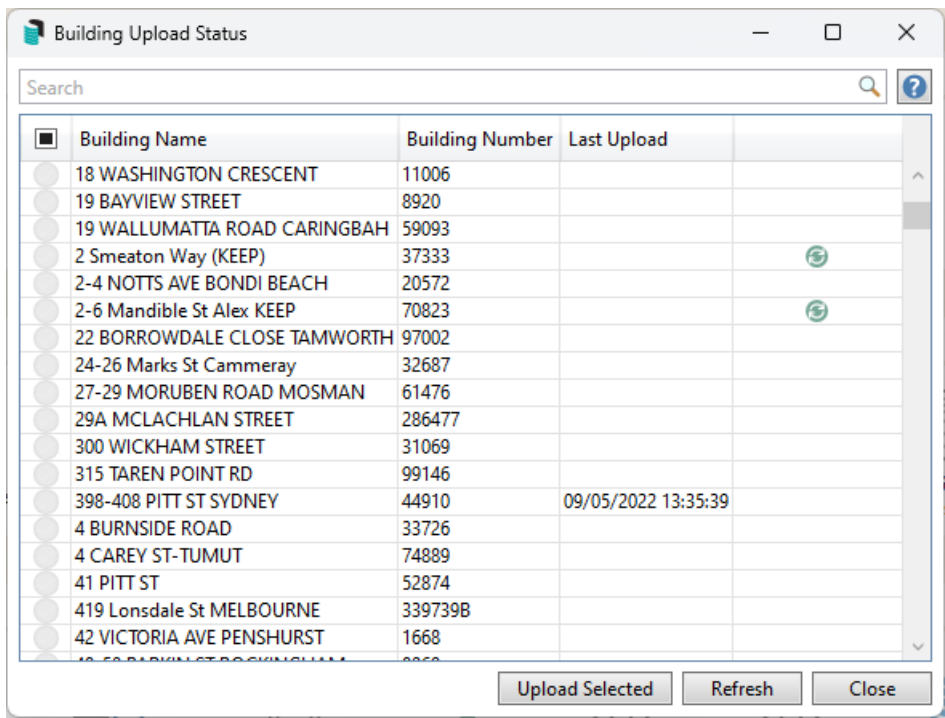 Building Upload Status
Search
Building Name Building Number Last Upload
18 WASHINGTON CRESCENT 11006
19 BAYVIEW STREET 8920
19 WALLUMATTA ROAD CARINGBAH 59093
2 Smeaton Way (KEEP) 37333
2-4 NOTTS AVE BONDI BEACH 20572
2-6 Mandible St Alex KEEP 70823
22 BORROWDALE CLOSE TAMWORTH 97002
24-26 Marks St Cammeray 32687
27-29 MORUBEN ROAD MOSMAN 61476
29A MCLACHLAN STREET 286477
300 WICKHAM STREET 31069
315 TAREN POINT RD 99146
398-408 PITT ST SYDNEY 44910 09/05/2022 13:35:39
4 BURNSIDE ROAD 33726
4 CAREY ST-TUMUT 74889
41 PITT ST 52874
419 Lonsdale St MELBOURNE 339739B
42 VICTORIA AVE PENSHURST 1668
Upload Selected Refresh Close